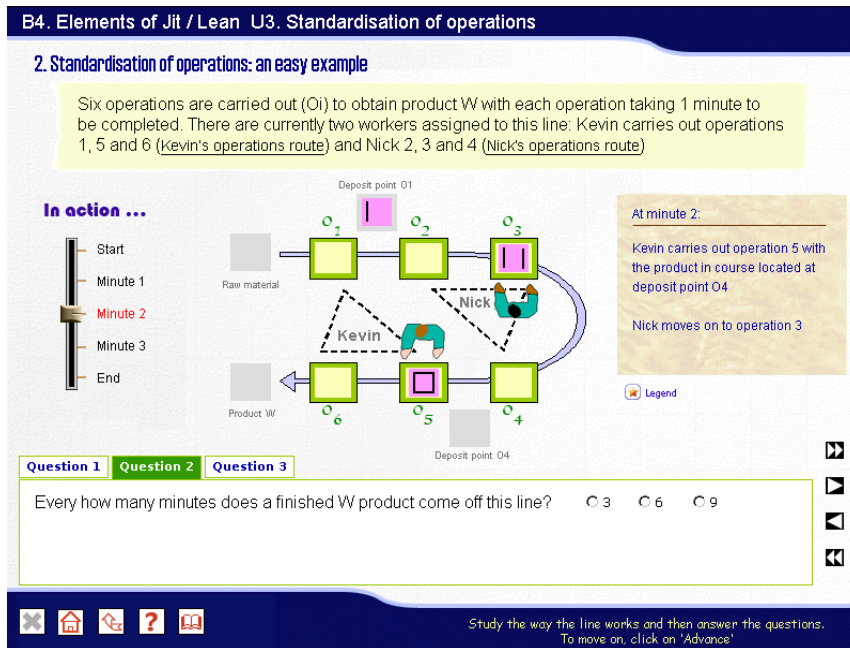 B4. Elements of Jit / Lean U3. Standardisation of operations
2. Standardisation of operations: an easy example
Six operations are carried out (Oi) to obtain product W with each operation taking 1 minute to
be completed. There are currently two workers assigned to this line: Kevin carries out operations
1, 5 and 6 (Kevin's operations route) and Nick 2, 3 and 4 (Nick's operations route)
In action ...
Start
Minute 1
Minute 2
Minute 3
End
Deposit point O1
O1
O2
O3
Raw material
Nick
Kevin
Product W
O6
O5
O4
Deposit point O4
At minute 2:
Kevin carries out operation 5 with
the product in course located at
deposit point O4
Nick moves on to operation 3
Legend
Question 1 Question 2 Question 3
Every how many minutes does a finished W product come off this line? 3 6 9
?
Study the way the line works and then answer the questions.
To move on, click on 'Advance'